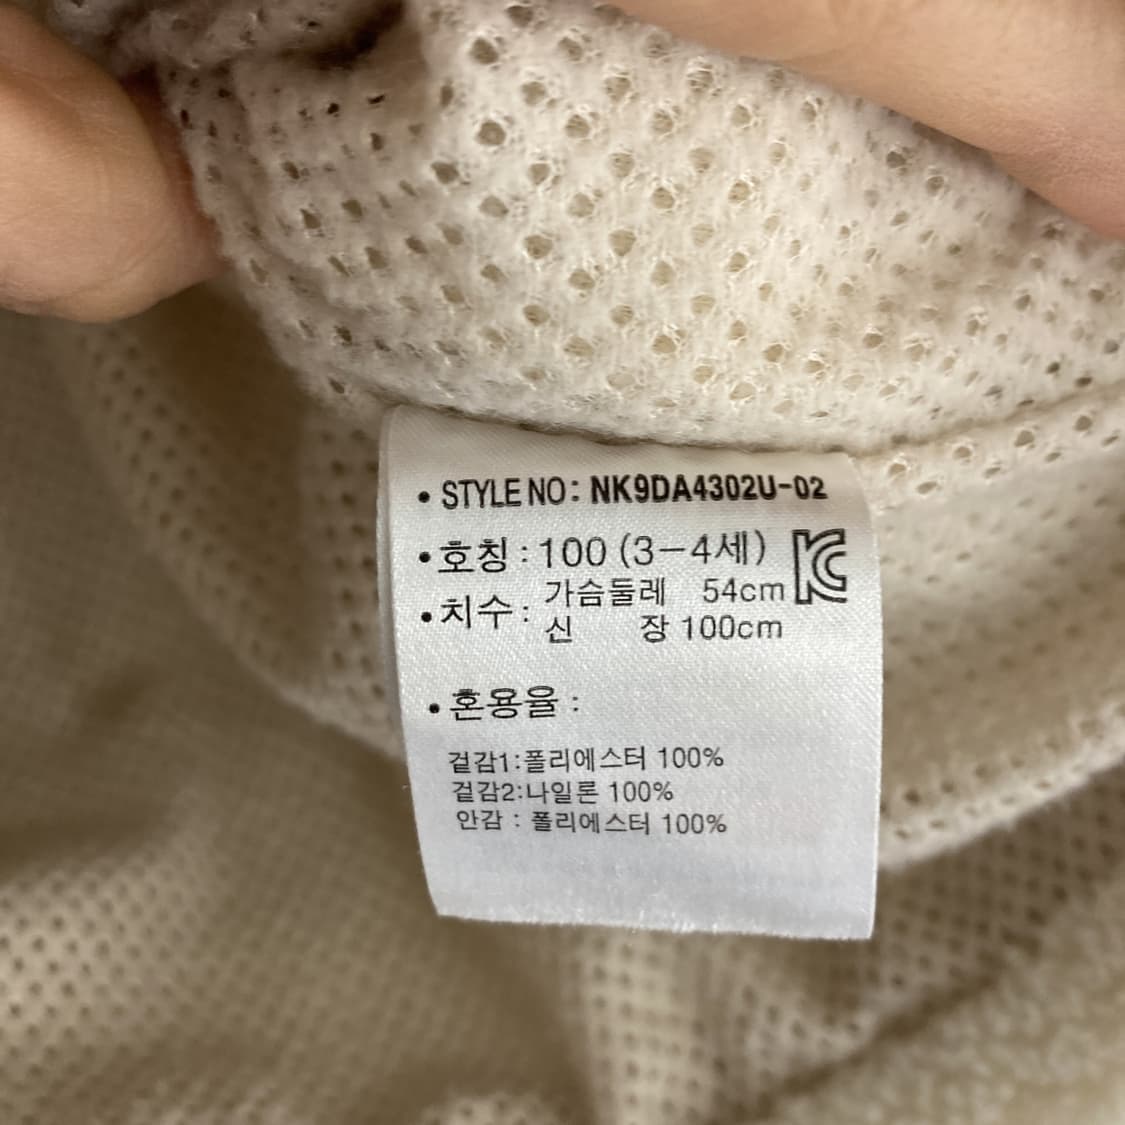 • STYLE NO: NK9DA4302U-02
• 호칭 : 100 (3-4세)
• 치수 : 가슴둘레 54cm
신 장 100cm
• 혼용율 :
겉감1:폴리에스터 100%
겉감2:나일론 100%
안감 : 폴리에스터 100%